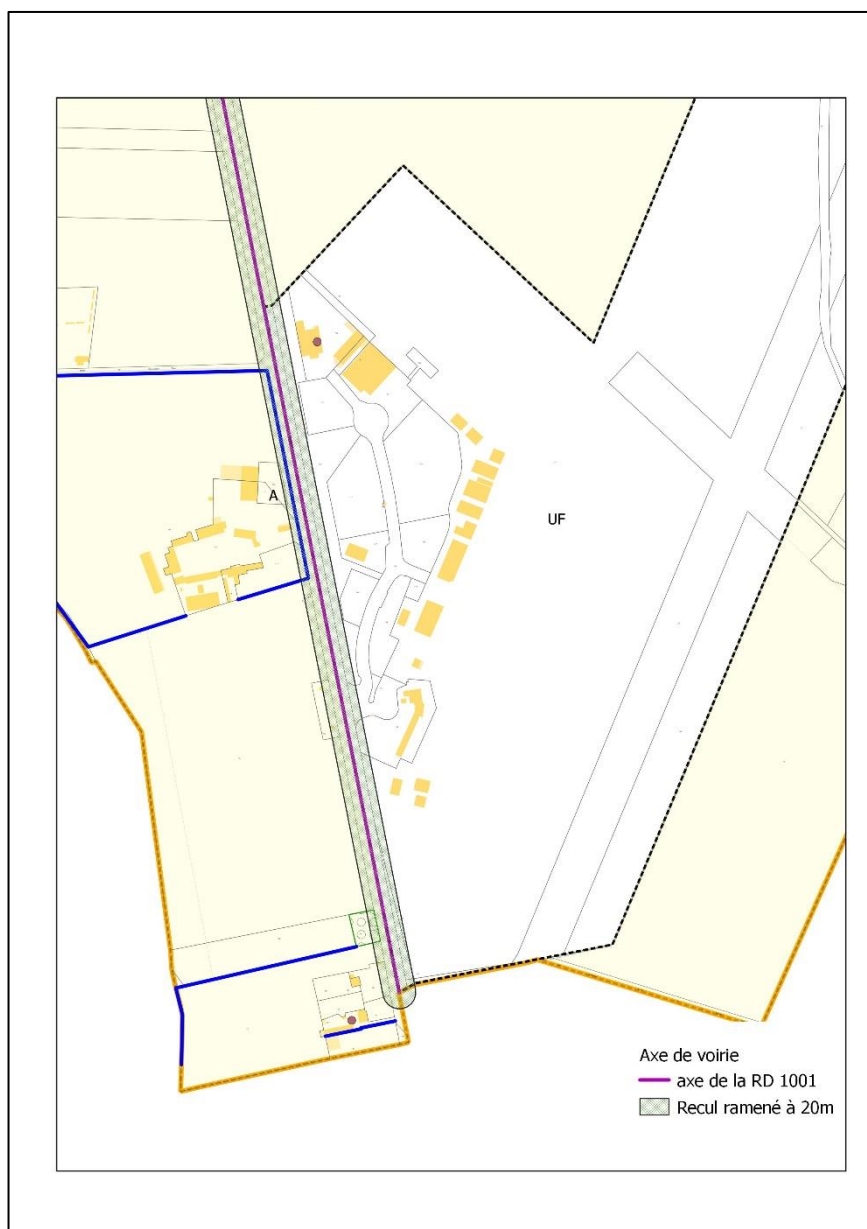 A
UF
Axe de voirie
axe de la RD 1001
Recul ramené à 20m